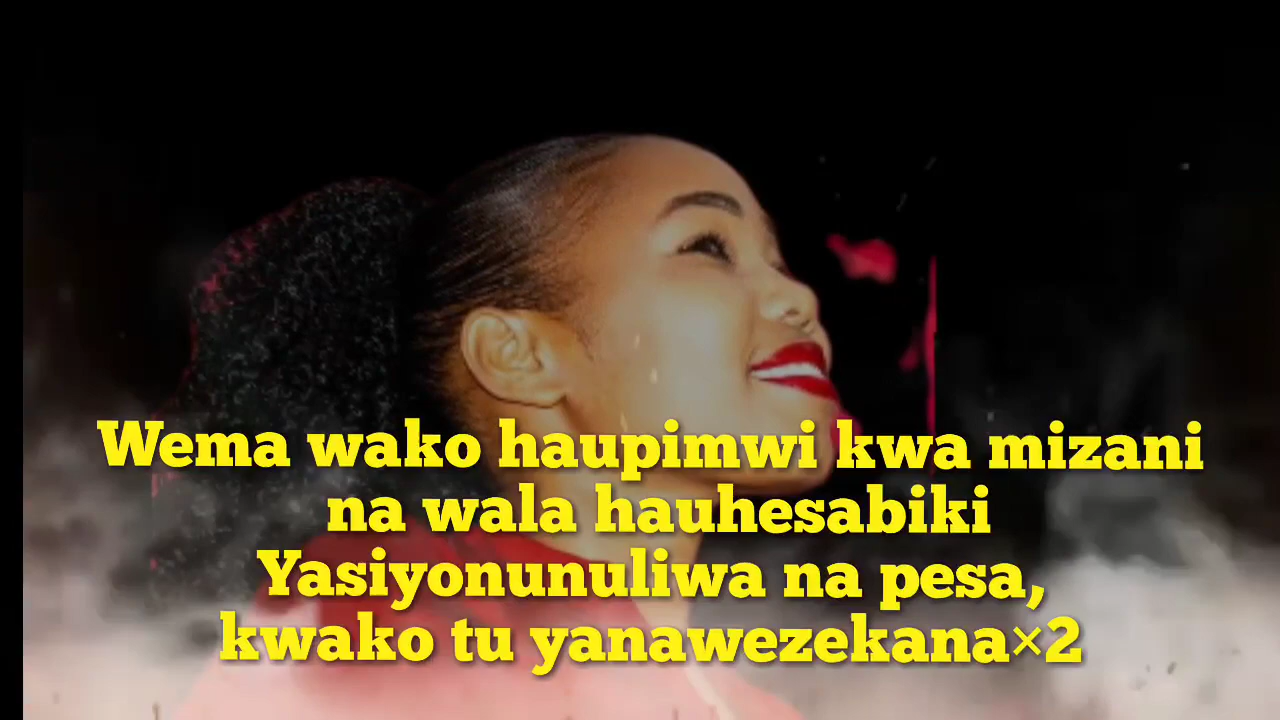 Wema wako haupimwi kwa mizani
na wala hauhesabiki
Yasiyonunuliwa na pesa,
kwako tu yanawezekana×2